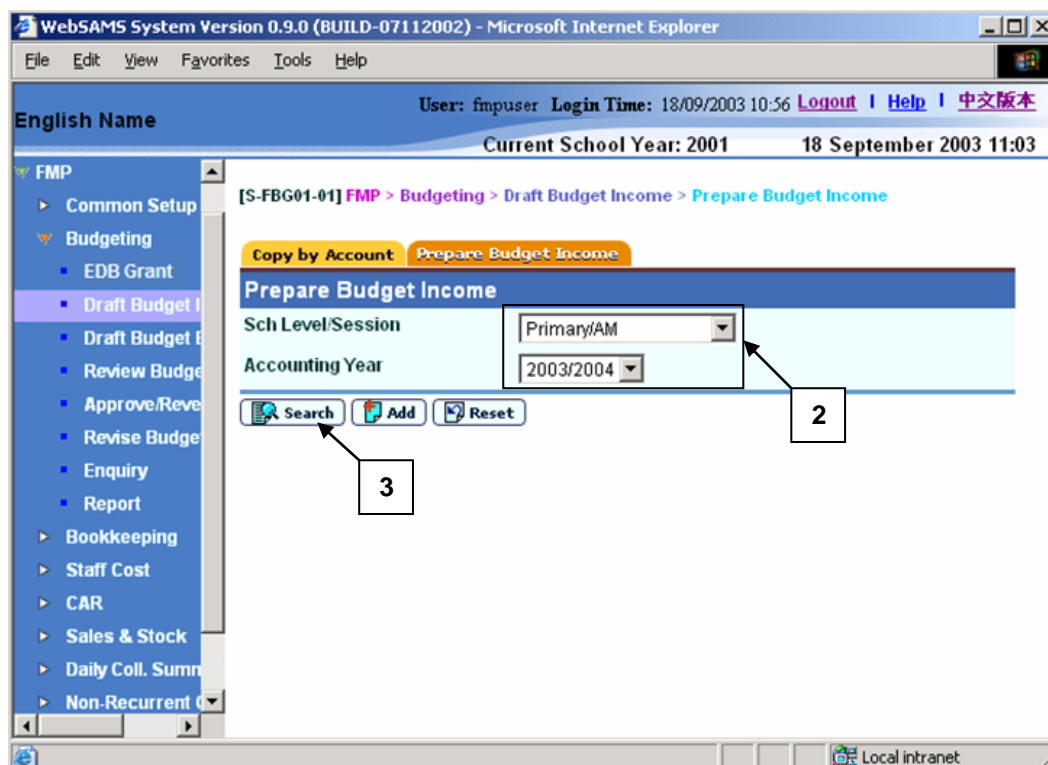 WebSAMS System Version 0.9.0 (BUILD-07112002) - Microsoft Internet Explorer
File Edit View Favorites Tools Help
User: fmpuser Login Time: 18/09/2003 10:56 Logout | Help | 中文版本
English Name
Current School Year: 2001 18 September 2003 11:03
FMP
Common Setup
Budgeting
EDB Grant
Draft Budget I
Draft Budget E
Review Budge
Approve/Reve
Revise Budge
Enquiry
Report
Bookkeeping
Staff Cost
CAR
Sales & Stock
Daily Coll. Summ
Non-Recurrent
[S-FBG01-01] FMP > Budgeting > Draft Budget Income > Prepare Budget Income
Copy by Account Prepare Budget Income
Prepare Budget Income
Sch Level/Session Primary/AM
Accounting Year 2003/2004
Search Add Reset
2
3
Local intranet